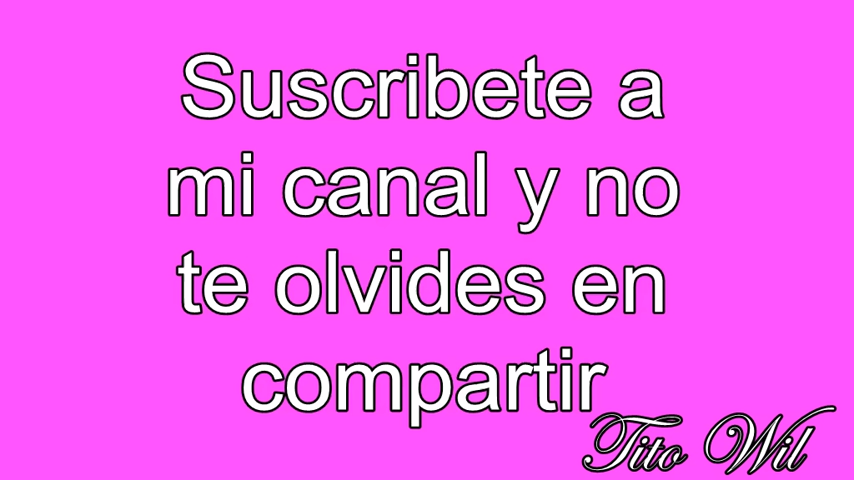 Suscribete a
mi canal y no
te olvides en
compartir
Tito Wil